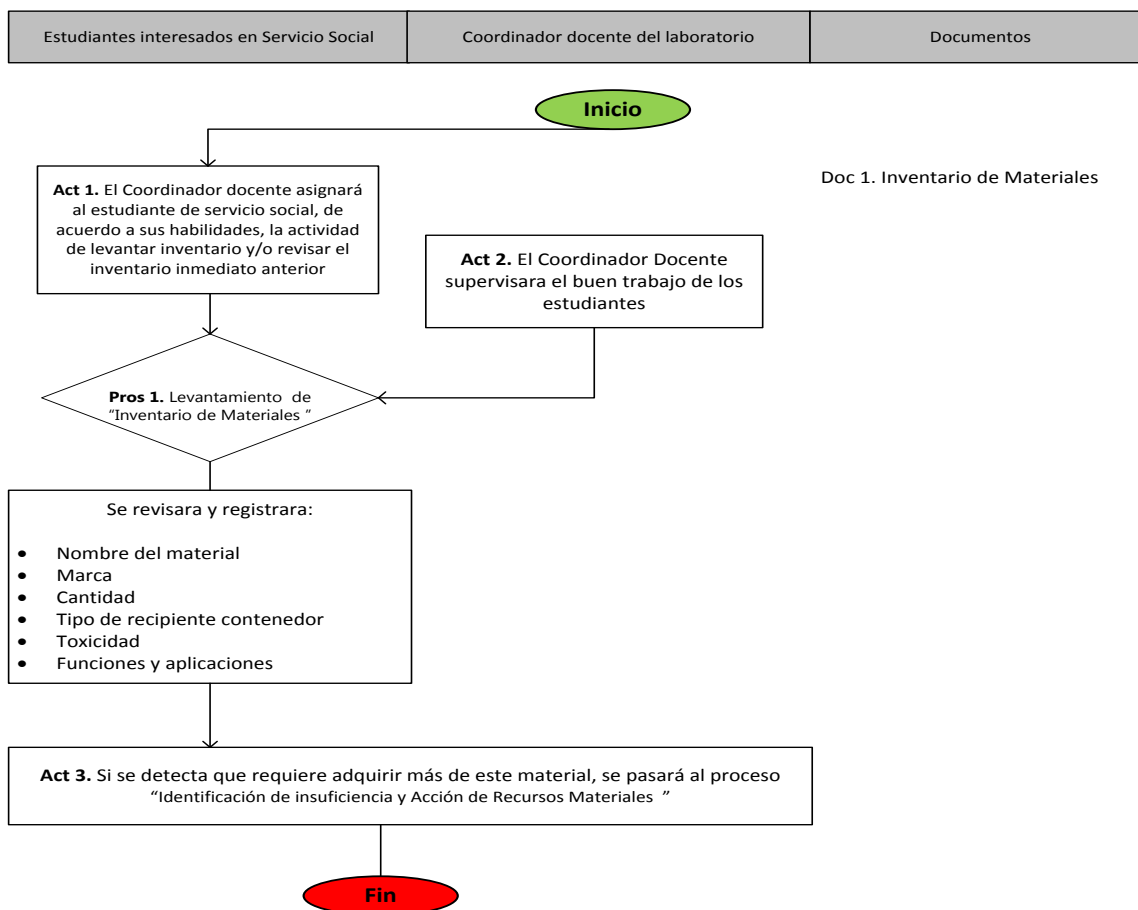 Estudiantes interesados en Servicio Social
Coordinador docente del laboratorio
Documentos
Inicio
Act 1. El Coordinador docente asignará
al estudiante de servicio social, de
acuerdo a sus habilidades, la actividad
de levantar inventario y/o revisar el
inventario inmediato anterior
Doc 1. Inventario de Materiales
Act 2. El Coordinador Docente
supervisara el buen trabajo de los
estudiantes
Pros 1. Levantamiento de
“Inventario de Materiales ”
Se revisara y registrara:
• Nombre del material
• Marca
• Cantidad
• Tipo de recipiente contenedor
• Toxicidad
• Funciones y aplicaciones
Act 3. Si se detecta que requiere adquirir más de este material, se pasará al proceso
“Identificación de insuficiencia y Acción de Recursos Materiales ”
Fin